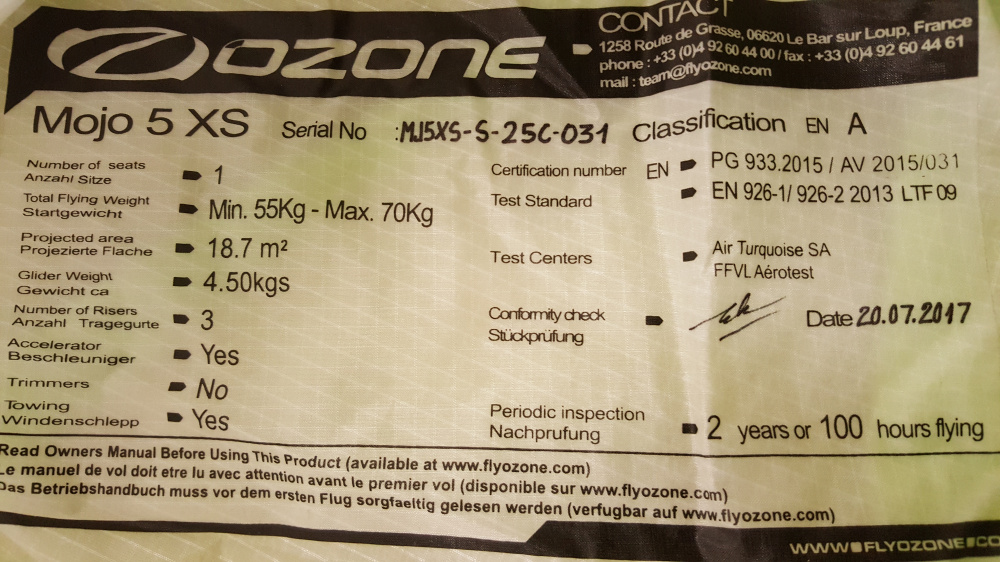 OZONE
CONTACT
1258 Route de Grasse, 06620 Le Bar sur Loup, France
phone : +33 (0)4 92 60 44 00 / fax : +33 (0)4 92 60 44 61
mail : team@flyozone.com
Mojo 5 XS Serial No :MJ5XS-S-25C-031 Classification EN A
Number of seats
Anzahl Sitze
1
Total Flying Weight
Startgewicht
Min. 55Kg - Max. 70Kg
Projected area
Projezierte Flache
18.7 m²
Glider Weight
Gewicht ca
4.50kgs
Number of Risers
Anzahl Tragegurte
3
Accelerator
Beschleuniger
Yes
Trimmers
No
Towing
Windenschlepp
Yes
Certification number EN PG 933.2015 / AV 2015/031
Test Standard EN 926-1/ 926-2 2013 LTF 09
Test Centers
Air Turquoise SA
FFVL Aérotest
Conformity check
Stückprüfung
Date 20.07.2017
Periodic inspection
Nachprufung
2 years or 100 hours flying
Read Owners Manual Before Using This Product (available at www.flyozone.com)
Le manuel de vol doit etre lu avec attention avant le premier vol (disponible sur www.flyozone.com)
Das Betriebshandbuch muss vor dem ersten Flug sorgfaeltig gelesen werden (verfugbar auf www.flyozone.com)
WWW.FLYOZONE.CO